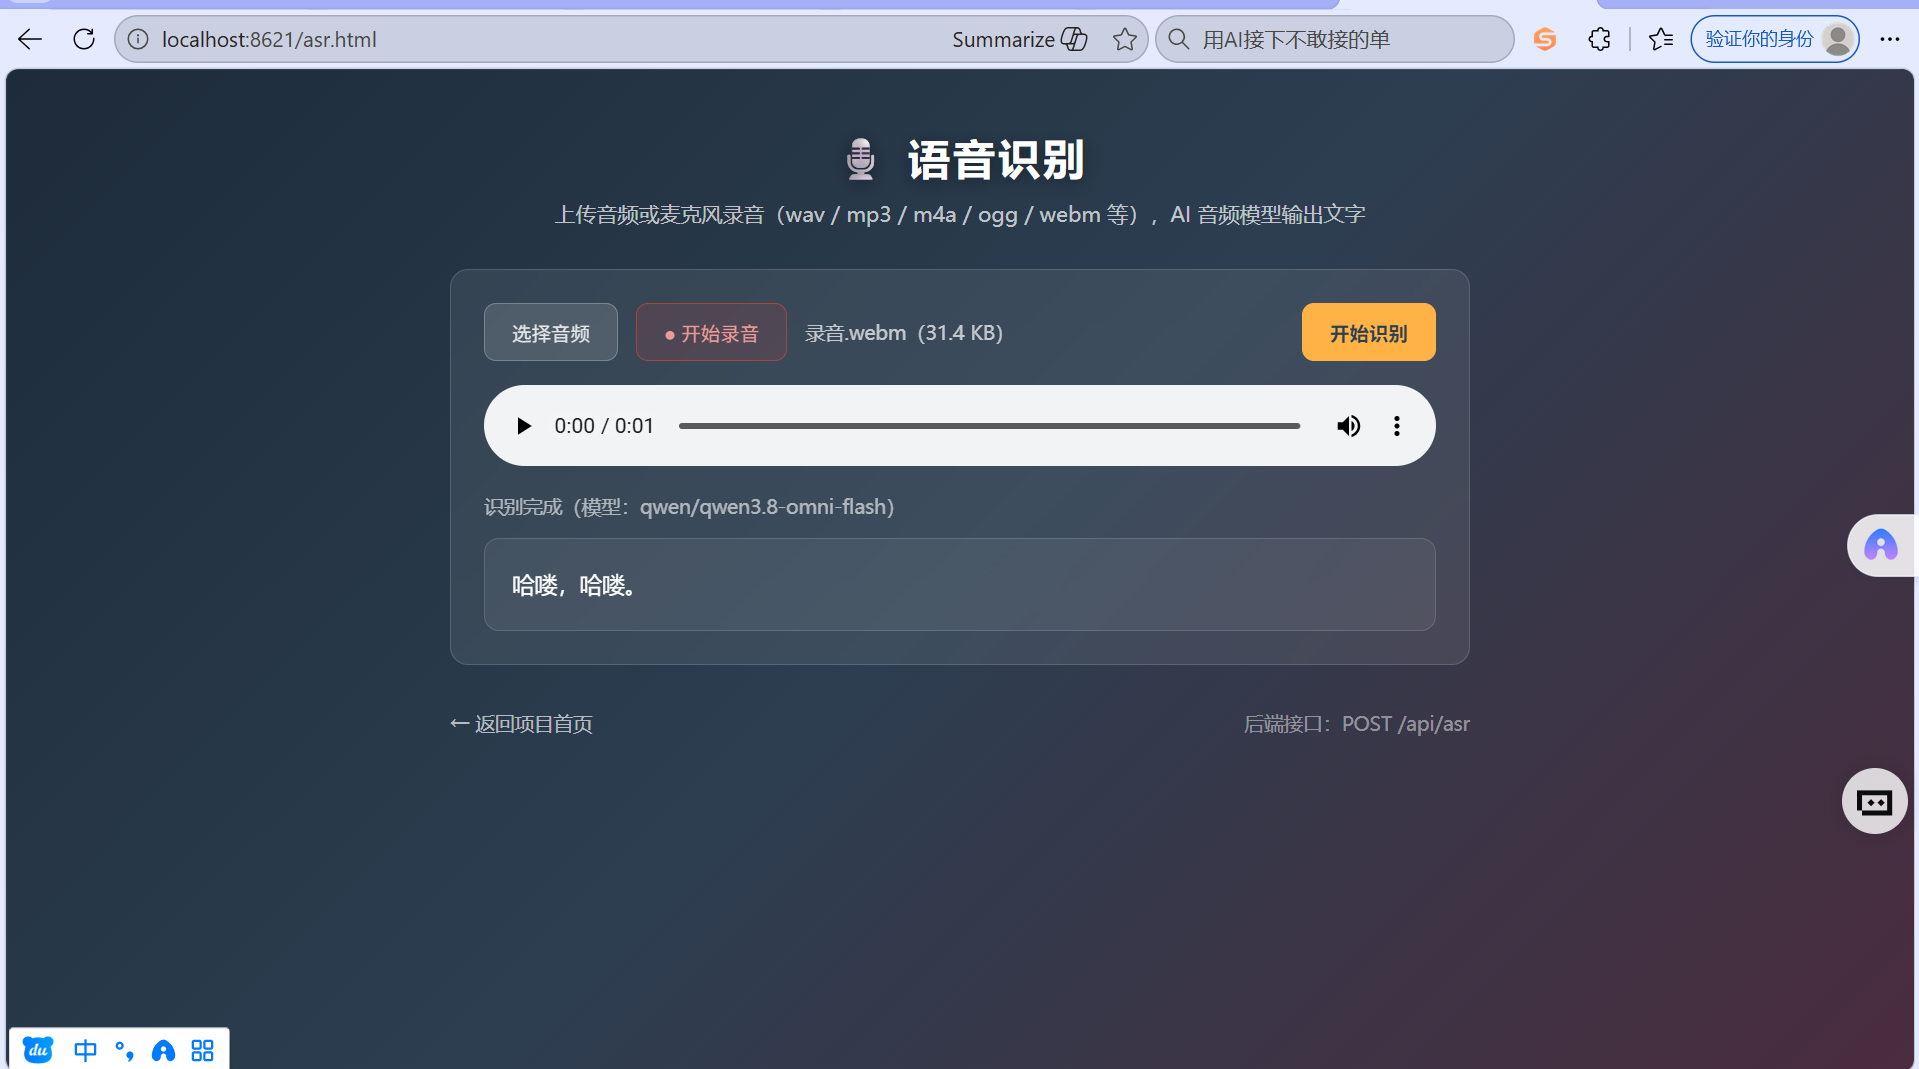 localhost:8621/asr.html
Summarize
用AI接下不敢接的单
验证你的身份
语音识别
上传音频或麦克风录音（wav / mp3 / m4a / ogg / webm 等），AI 音频模型输出文字
选择音频
● 开始录音
录音.webm（31.4 KB）
开始识别
0:00 / 0:01
识别完成（模型：qwen/qwen3.8-omni-flash）
哈喽，哈喽。
← 返回项目首页
后端接口：POST /api/asr
du 中